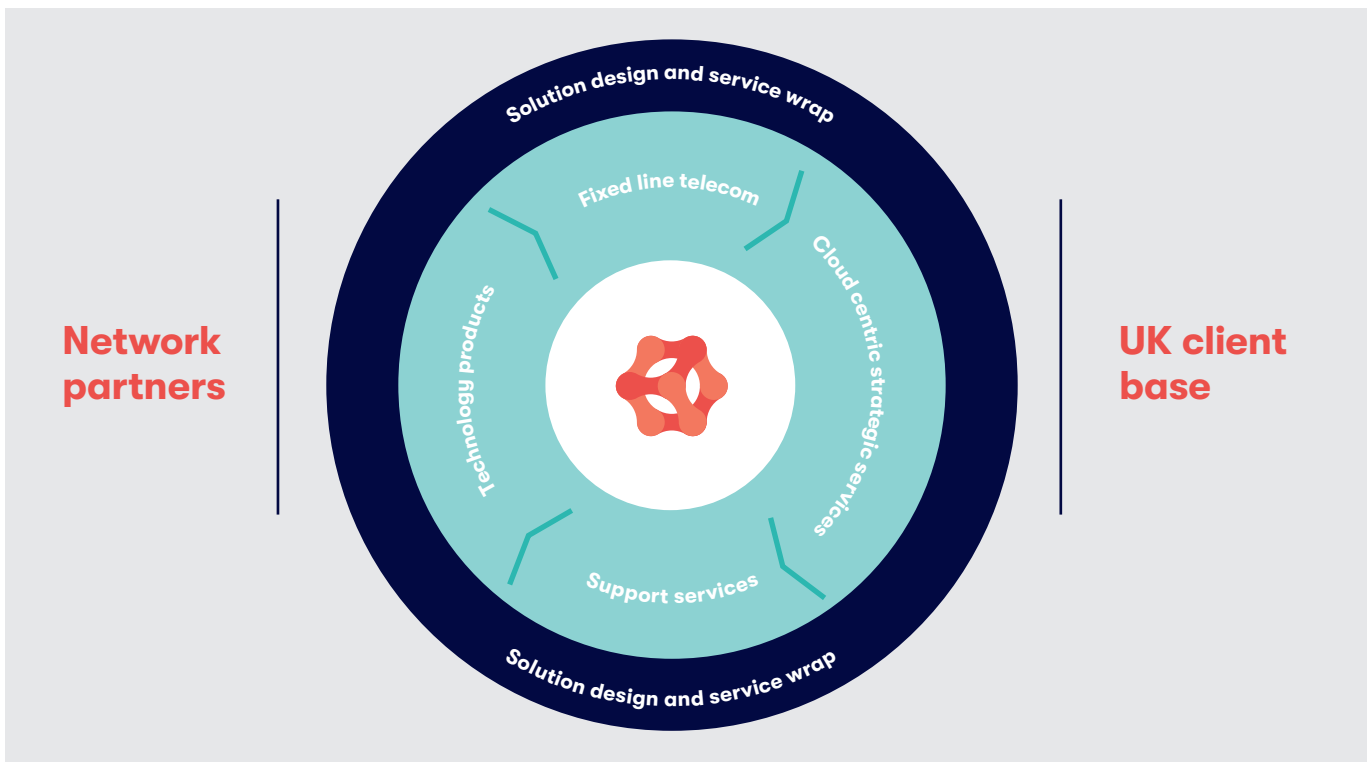 Solution design and service wrap
Fixed line telecom
Cloud centric strategic services
Technology products
Support services
Solution design and service wrap
Network
partners
UK client
base